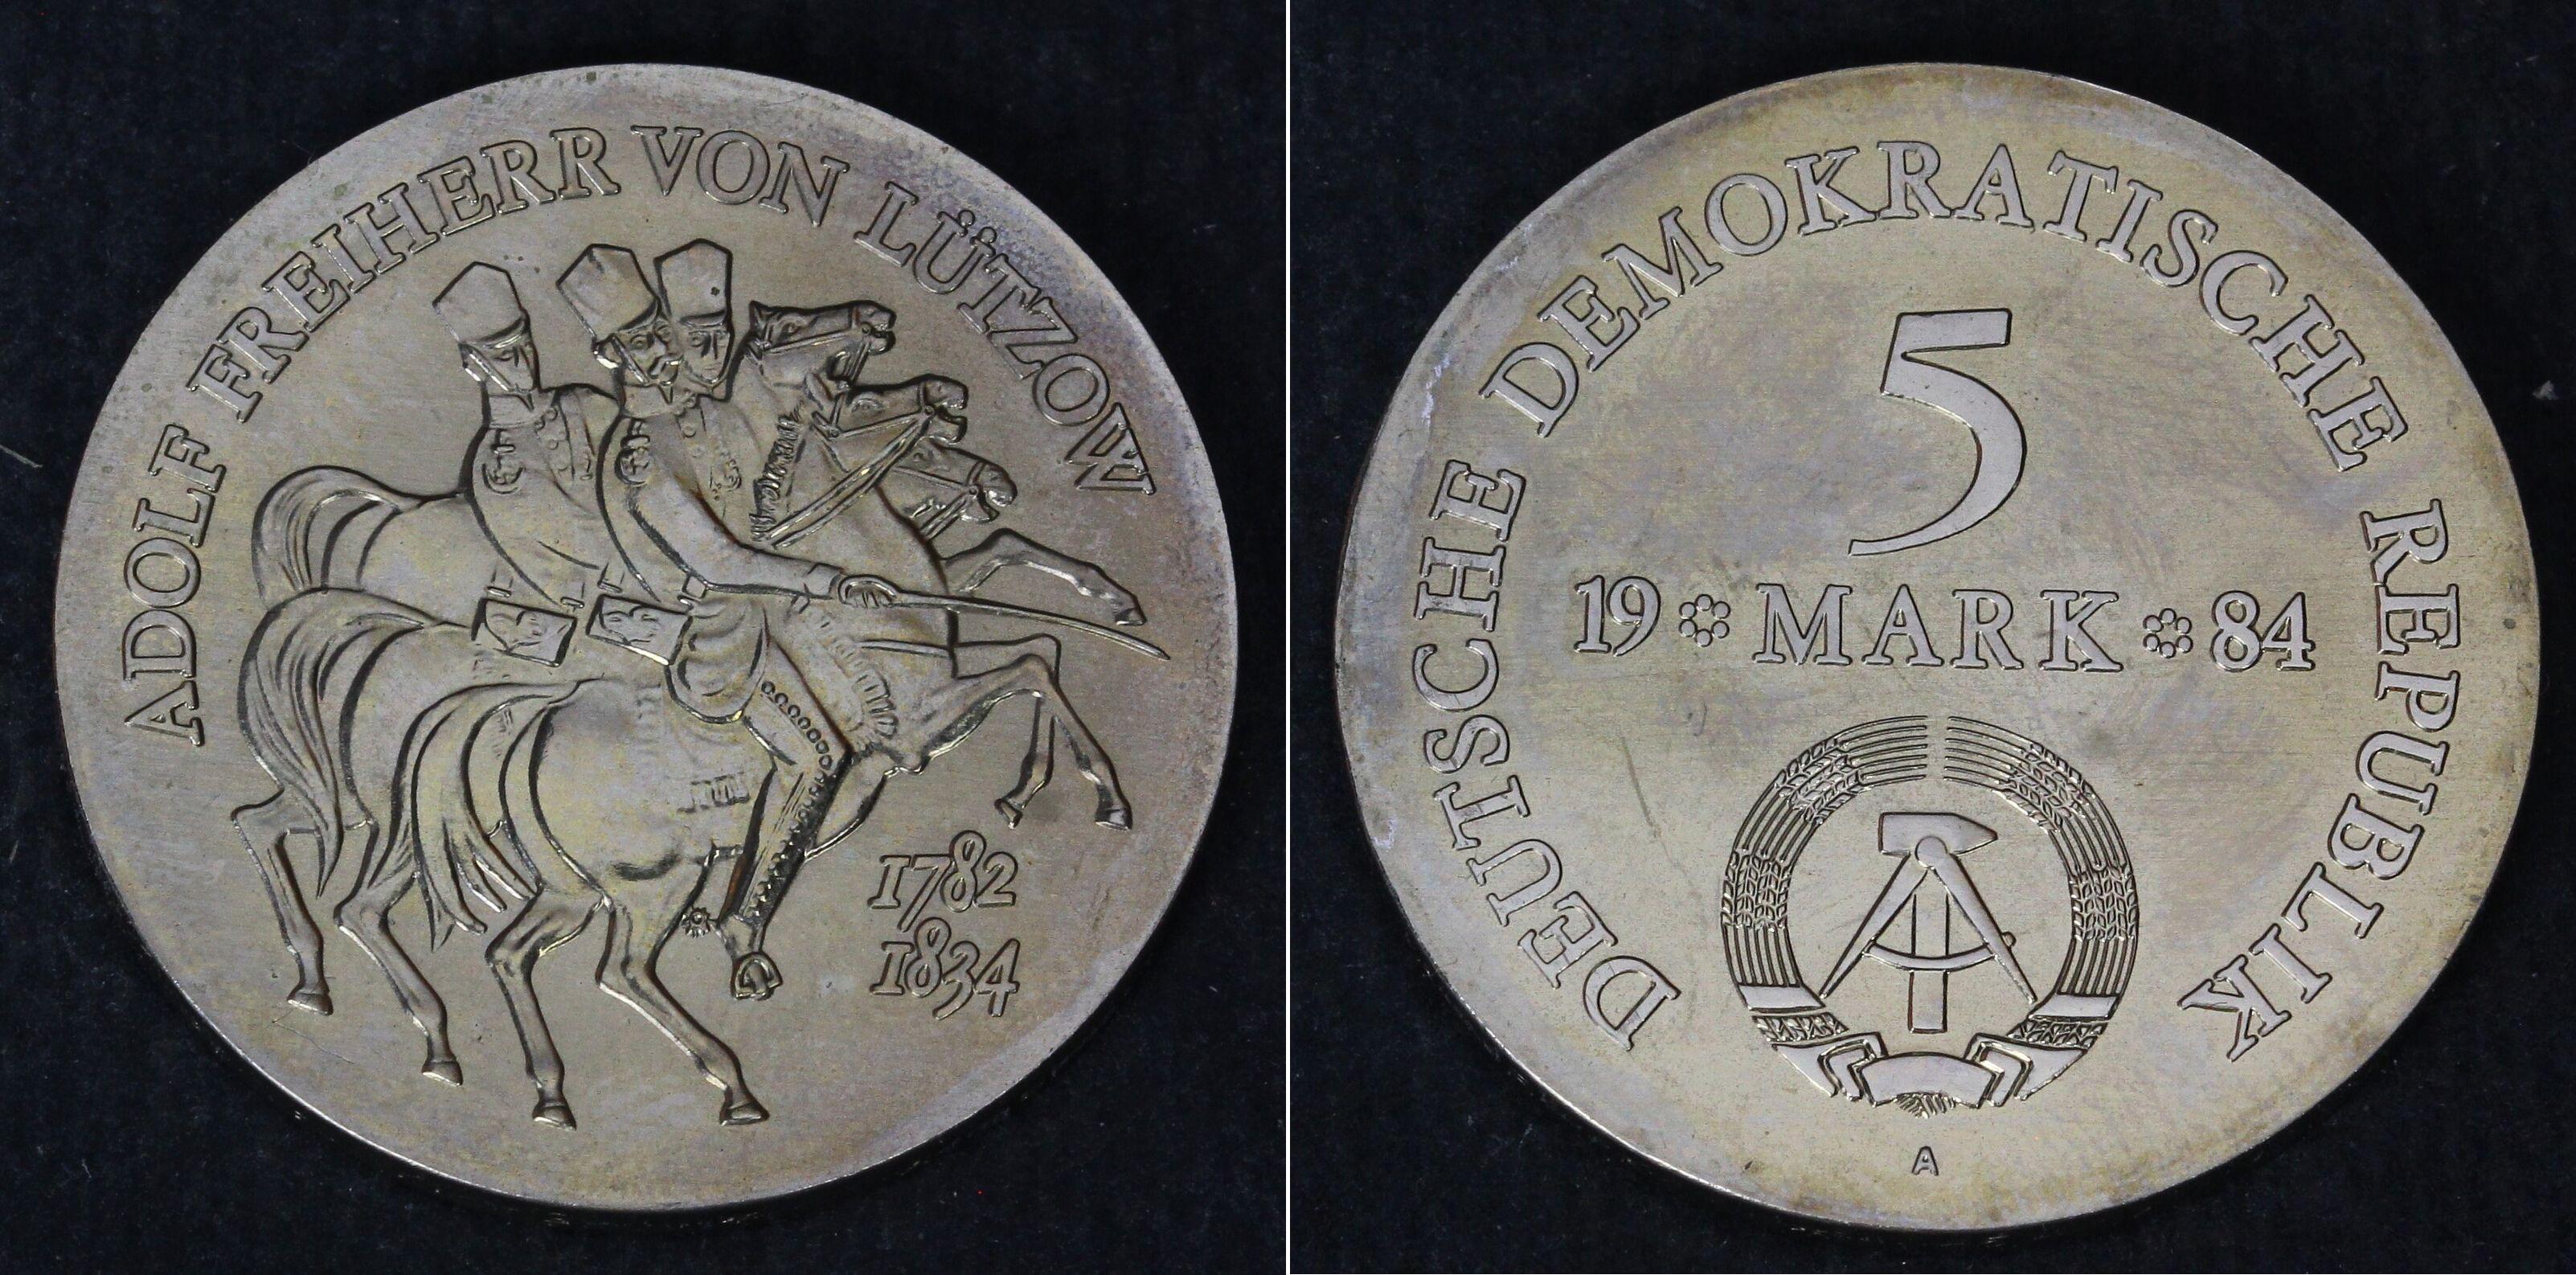 ADOLF FREIHERR VON LÜTZOW
1782
1834
DEUTSCHE DEMOKRATISCHE REPUBLIK
5
19 MARK 84
A